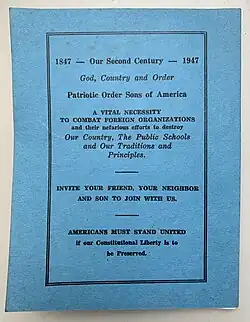 1847 — Our Second Century — 1947
God, Country and Order
Patriotic Order Sons of America
A VITAL NECESSITY
TO COMBAT FOREIGN ORGANIZATIONS
and their nefarious efforts to destroy
Our Country, The Public Schools
and Our Traditions and
Principles.
INVITE YOUR FRIEND, YOUR NEIGHBOR
AND SON TO JOIN WITH US.
AMERICANS MUST STAND UNITED
if our Constitutional Liberty is to
be Preserved.